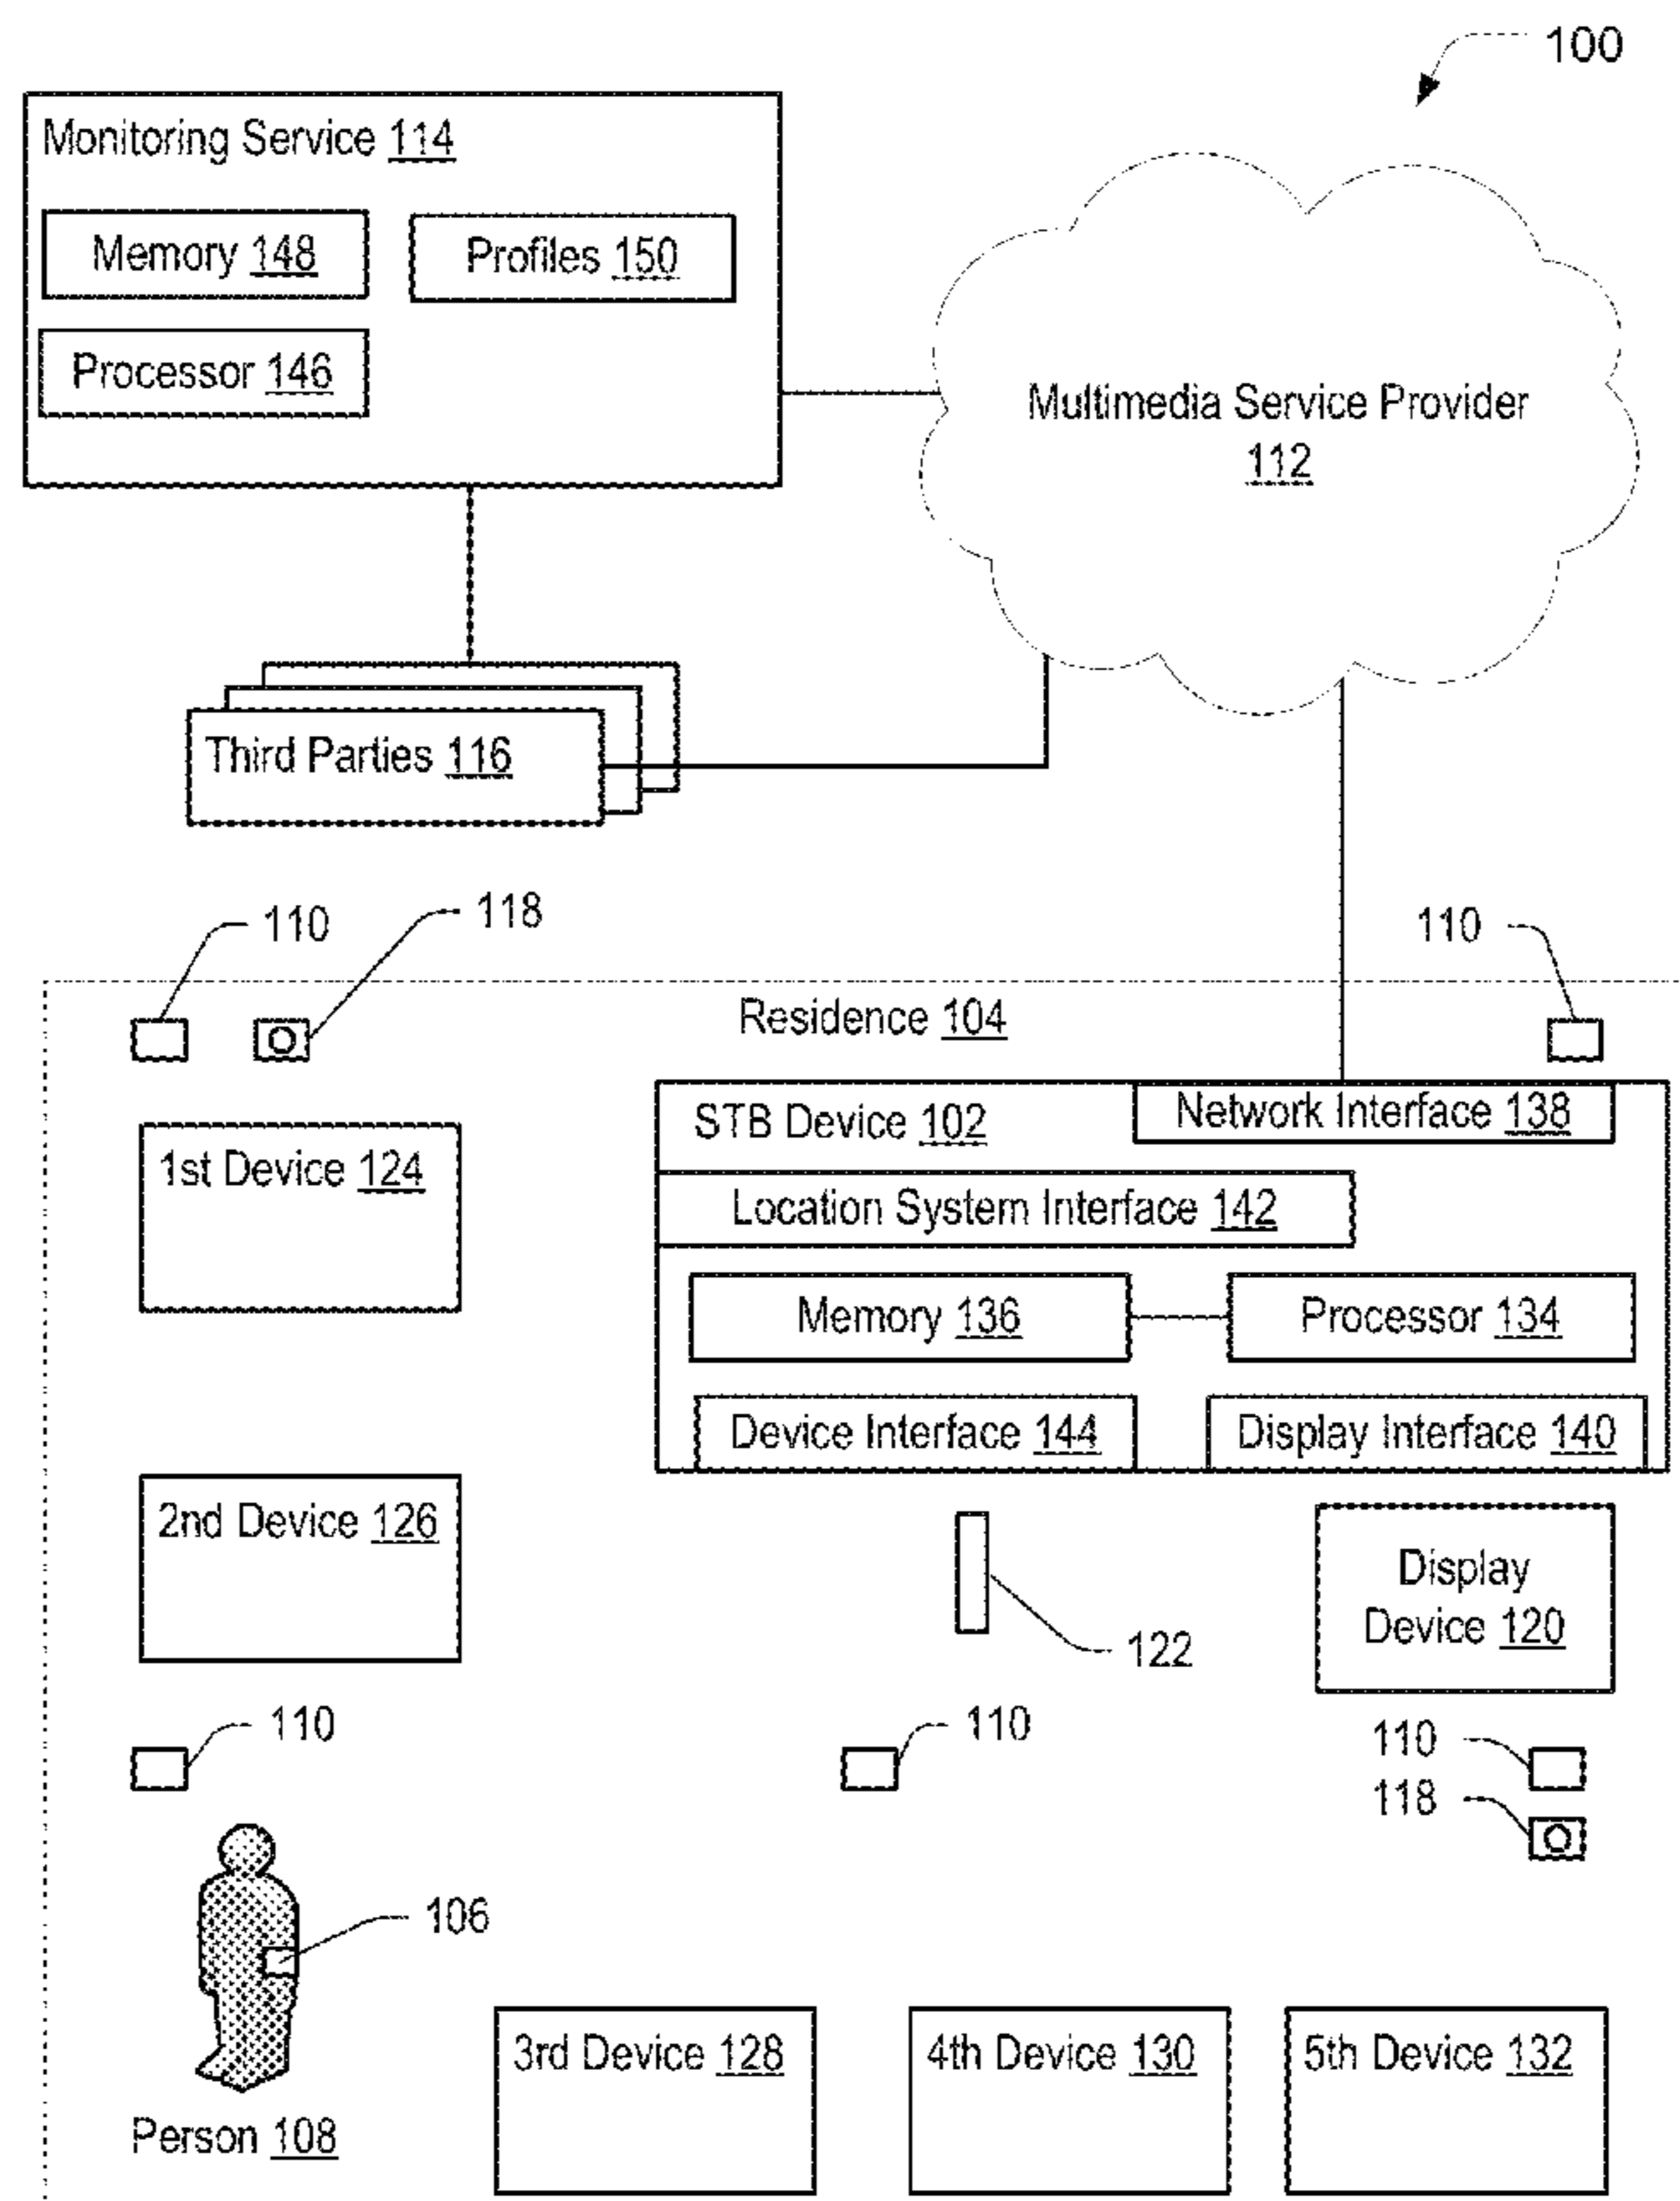 100
Monitoring Service 114
Memory 148
Profiles 150
Processor 146
Multimedia Service Provider
112
Third Parties 116
110
118
110
Residence 104
STB Device 102
Network Interface 138
1st Device 124
Location System Interface 142
Memory 136
Processor 134
Device Interface 144
Display Interface 140
2nd Device 126
Display
Device 120
122
110
110
110
118
106
3rd Device 128
4th Device 130
5th Device 132
Person 108